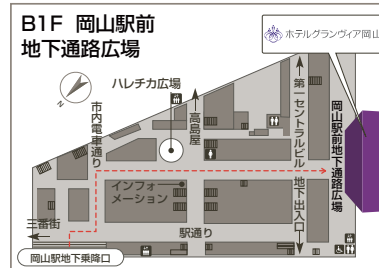 B1F 岡山駅前
地下通路広場
ホテルグランヴィア岡山
N
市内電車通り
ハレチカ広場
高島屋
第一セントラルビル
地下出入口
岡山駅前地下通路広場
インフォ
メーション
三番街
駅通り
岡山駅地下乗降口